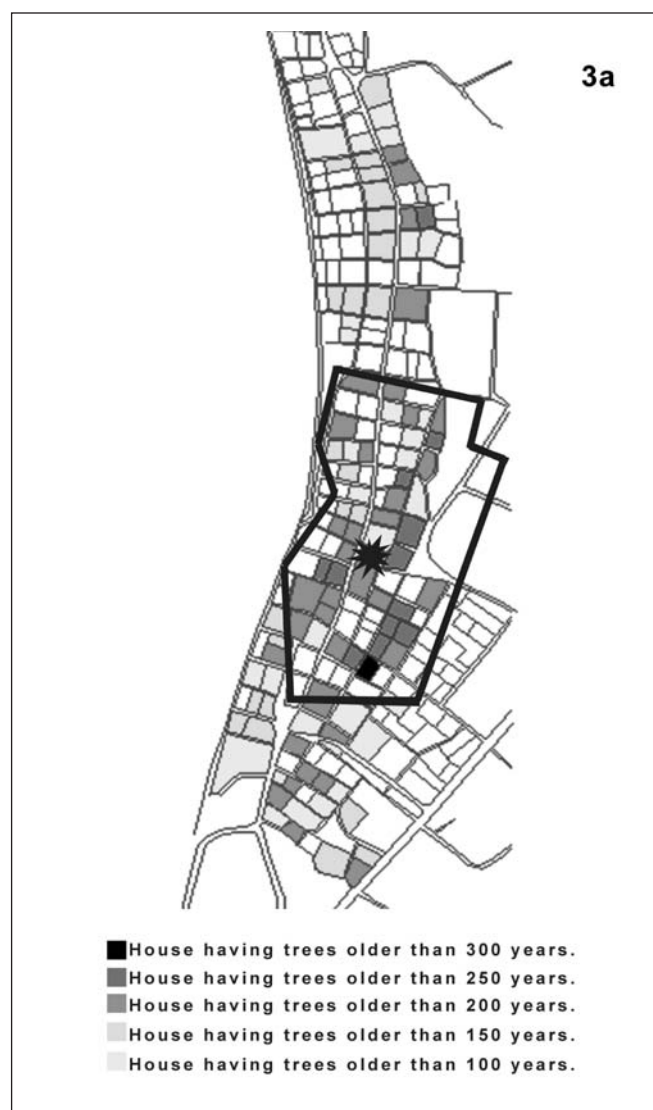 3a
House having trees older than 300 years.
House having trees older than 250 years.
House having trees older than 200 years.
House having trees older than 150 years.
House having trees older than 100 years.